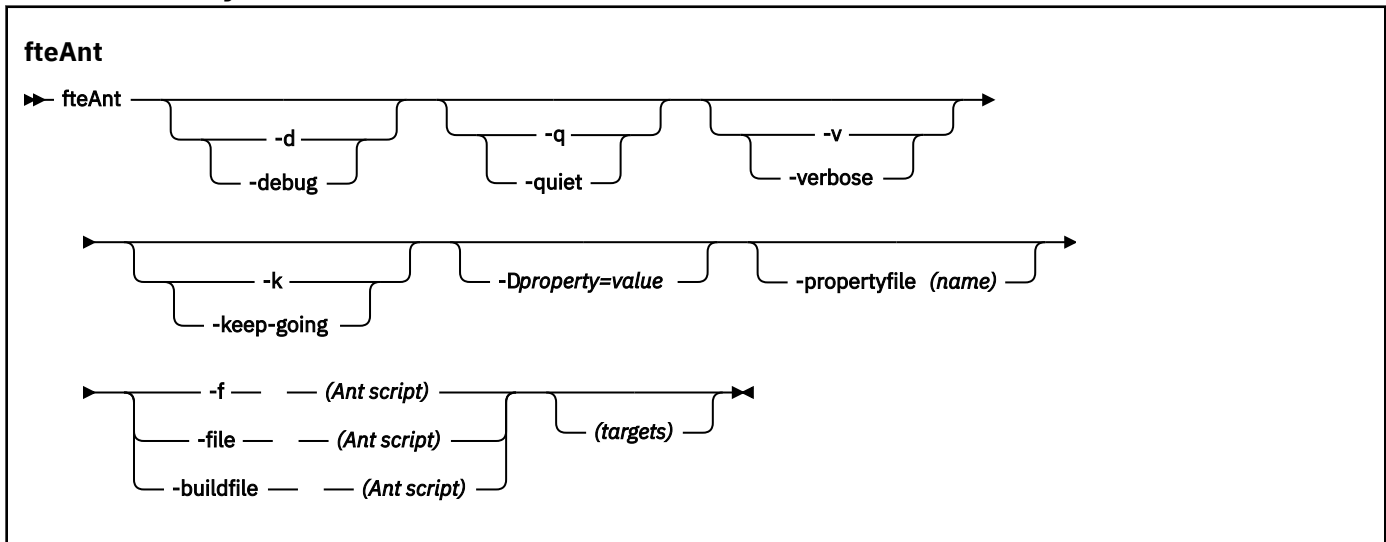 fteAnt
fteAnt
-d -q -v
-debug -quiet -verbose
-k -Dproperty=value -propertyfile (name)
-keep-going
-f (Ant script)
-file (Ant script) (targets)
-buildfile (Ant script)